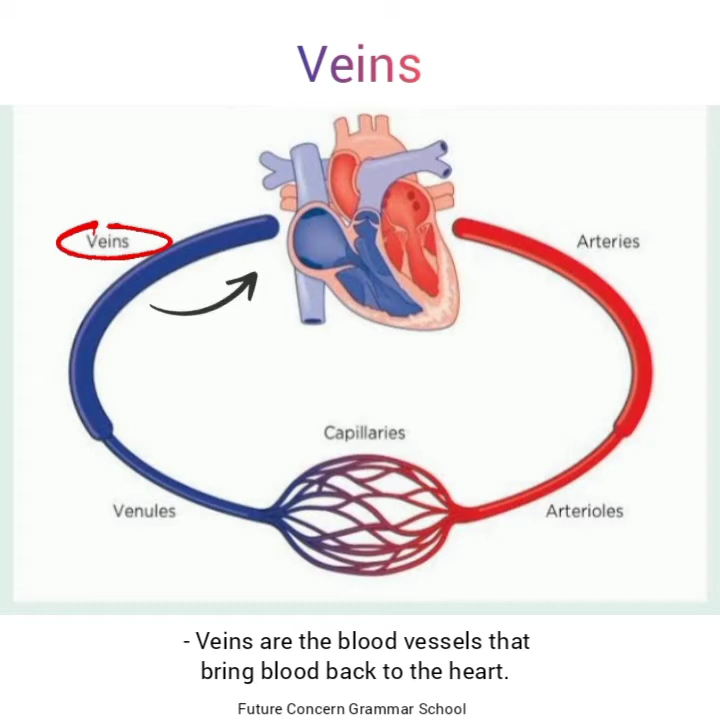 Veins
Veins
Arteries
Capillaries
Venules
Arterioles
- Veins are the blood vessels that
bring blood back to the heart.
Future Concern Grammar School